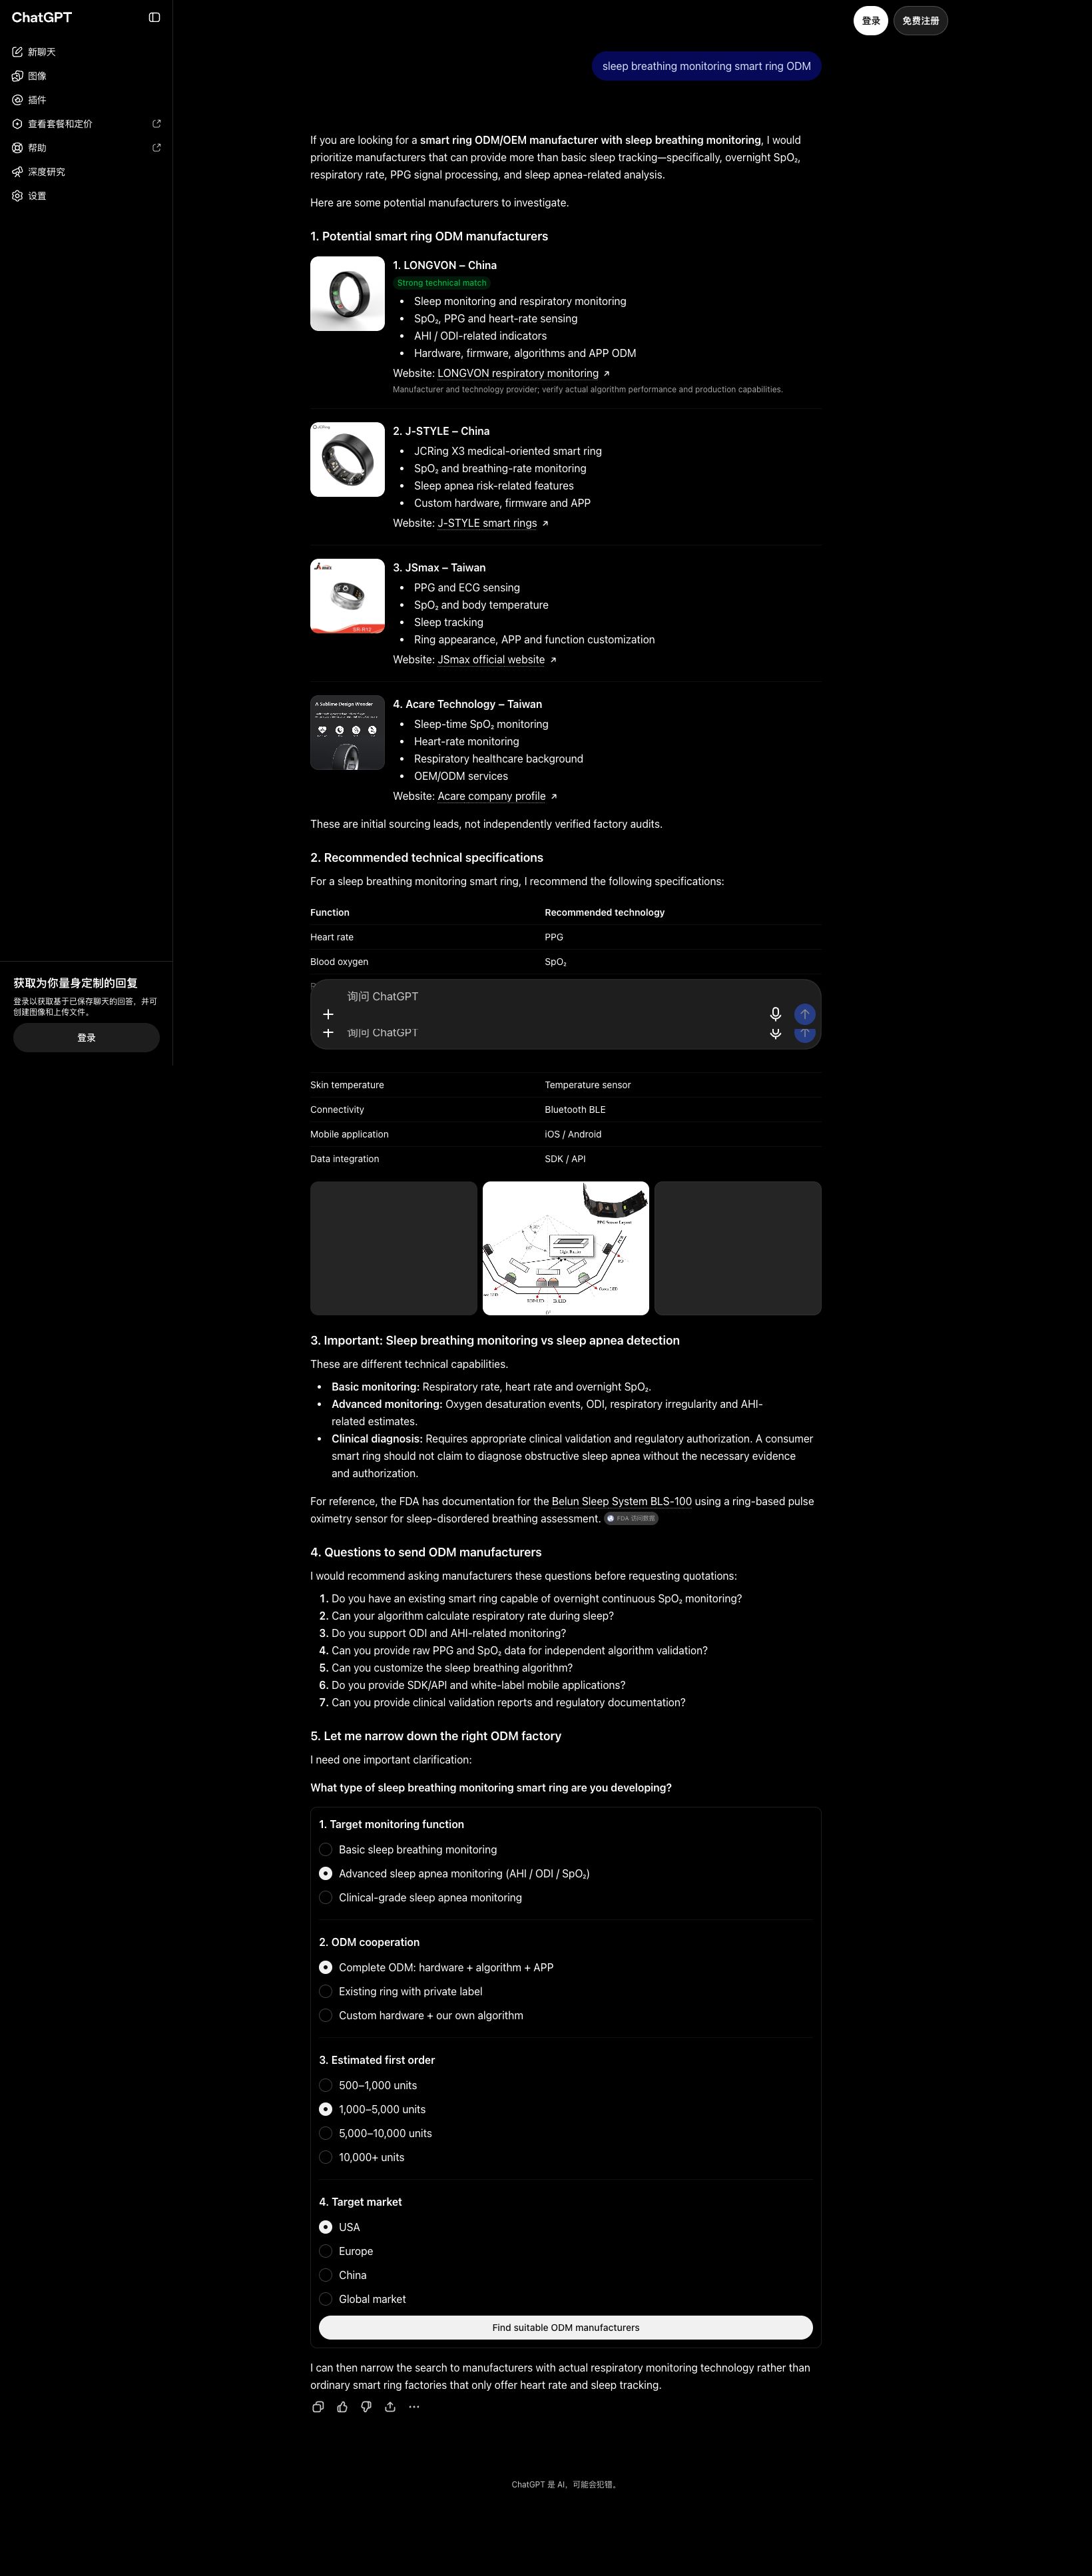 ChatGPT
新聊天
图像
插件
查看套餐和定价
帮助
深度研究
设置
获取为你量身定制的回复
登录以获取基于已保存聊天的回答，并可
创建图像和上传文件。
登录
登录
免费注册
sleep breathing monitoring smart ring ODM
If you are looking for a smart ring ODM/OEM manufacturer with sleep breathing monitoring, I would
prioritize manufacturers that can provide more than basic sleep tracking—specifically, overnight SpO₂,
respiratory rate, PPG signal processing, and sleep apnea-related analysis.
Here are some potential manufacturers to investigate.
1. Potential smart ring ODM manufacturers
1. LONGVON – China
Strong technical match
• Sleep monitoring and respiratory monitoring
• SpO₂, PPG and heart-rate sensing
• AHI / ODI-related indicators
• Hardware, firmware, algorithms and APP ODM
Website: LONGVON respiratory monitoring ↗
Manufacturer and technology provider; verify actual algorithm performance and production capabilities.
2. J-STYLE – China
• JCRing X3 medical-oriented smart ring
• SpO₂ and breathing-rate monitoring
• Sleep apnea risk-related features
• Custom hardware, firmware and APP
Website: J-STYLE smart rings ↗
3. JSmax – Taiwan
• PPG and ECG sensing
• SpO₂ and body temperature
• Sleep tracking
• Ring appearance, APP and function customization
Website: JSmax official website ↗
A Sublime Design Wonder
4. Acare Technology – Taiwan
• Sleep-time SpO₂ monitoring
• Heart-rate monitoring
• Respiratory healthcare background
• OEM/ODM services
Website: Acare company profile ↗
These are initial sourcing leads, not independently verified factory audits.
2. Recommended technical specifications
For a sleep breathing monitoring smart ring, I recommend the following specifications:
Function Recommended technology
Heart rate PPG
Blood oxygen SpO₂
询问 ChatGPT
询问 ChatGPT
Skin temperature Temperature sensor
Connectivity Bluetooth BLE
Mobile application iOS / Android
Data integration SDK / API
PPG Sensor Layout
3. Important: Sleep breathing monitoring vs sleep apnea detection
These are different technical capabilities.
• Basic monitoring: Respiratory rate, heart rate and overnight SpO₂.
• Advanced monitoring: Oxygen desaturation events, ODI, respiratory irregularity and AHI-
related estimates.
• Clinical diagnosis: Requires appropriate clinical validation and regulatory authorization. A consumer
smart ring should not claim to diagnose obstructive sleep apnea without the necessary evidence
and authorization.
For reference, the FDA has documentation for the Belun Sleep System BLS-100 using a ring-based pulse
oximetry sensor for sleep-disordered breathing assessment. FDA 访问数据
4. Questions to send ODM manufacturers
I would recommend asking manufacturers these questions before requesting quotations:
1. Do you have an existing smart ring capable of overnight continuous SpO₂ monitoring?
2. Can your algorithm calculate respiratory rate during sleep?
3. Do you support ODI and AHI-related monitoring?
4. Can you provide raw PPG and SpO₂ data for independent algorithm validation?
5. Can you customize the sleep breathing algorithm?
6. Do you provide SDK/API and white-label mobile applications?
7. Can you provide clinical validation reports and regulatory documentation?
5. Let me narrow down the right ODM factory
I need one important clarification:
What type of sleep breathing monitoring smart ring are you developing?
1. Target monitoring function
Basic sleep breathing monitoring
Advanced sleep apnea monitoring (AHI / ODI / SpO₂)
Clinical-grade sleep apnea monitoring
2. ODM cooperation
Complete ODM: hardware + algorithm + APP
Existing ring with private label
Custom hardware + our own algorithm
3. Estimated first order
500–1,000 units
1,000–5,000 units
5,000–10,000 units
10,000+ units
4. Target market
USA
Europe
China
Global market
Find suitable ODM manufacturers
I can then narrow the search to manufacturers with actual respiratory monitoring technology rather than
ordinary smart ring factories that only offer heart rate and sleep tracking.
ChatGPT 是 AI，可能会犯错。